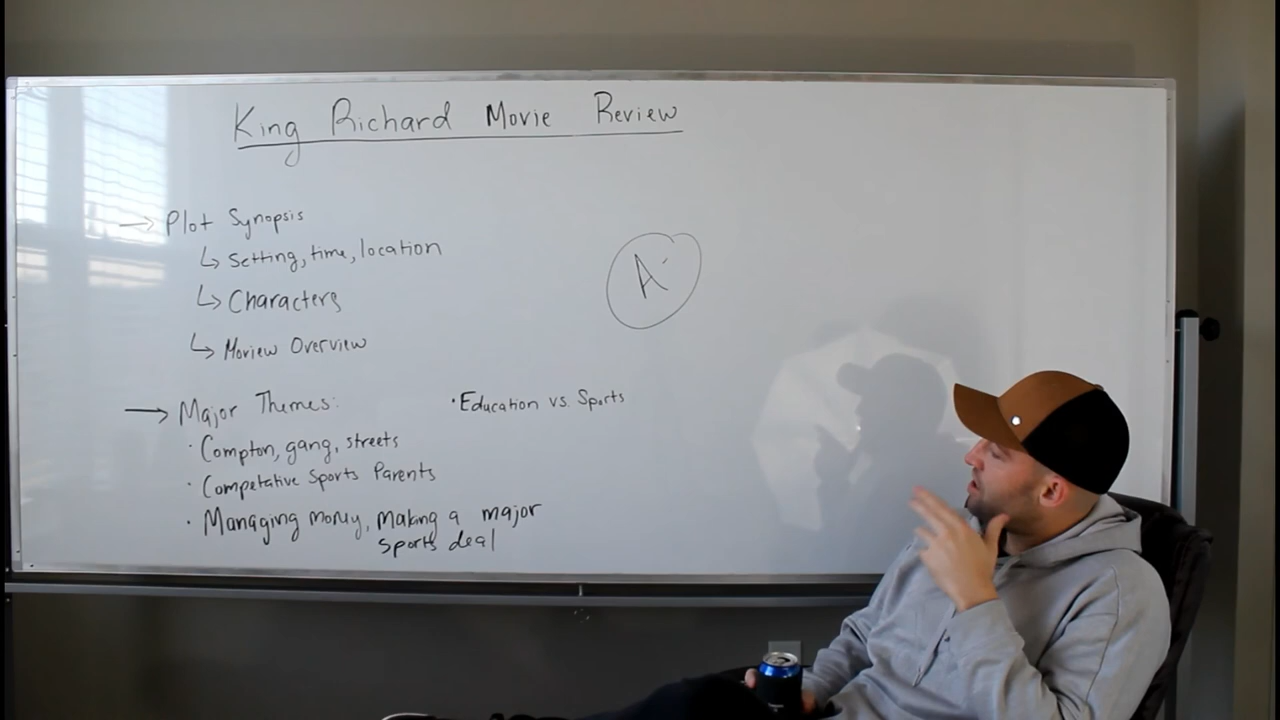 King Richard Movie Review
→ Plot Synopsis
↳ Setting, time, location
↳ Characters
↳ Moview Overview
A-
→ Major Themes:
· Compton, gang, streets
· Competative Sports Parents
· Managing money, making a major
sports deal
· Education vs. Sports